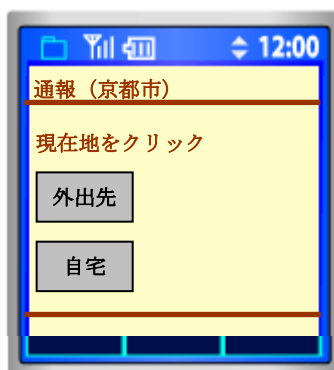 12:00
通報（京都市）
現在地をクリック
外出先
自宅